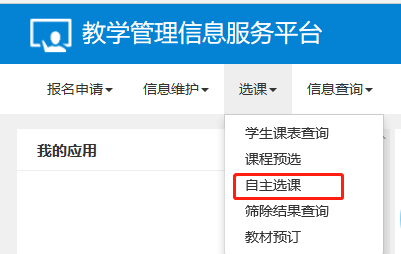 教学管理信息服务平台
报名申请 信息维护 选课 信息查询
学生课表查询
我的应用
课程预选
自主选课
筛除结果查询
教材预订